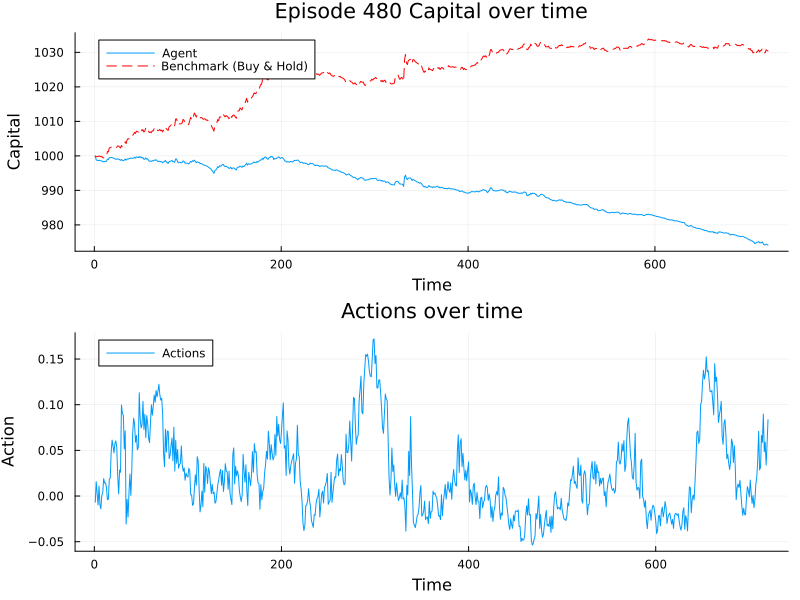 Episode 480 Capital over time
Agent
Benchmark (Buy & Hold)
Capital
1030
1020
1010
1000
990
980
0 200 400 600
Time
Actions over time
Actions
Action
0.15
0.10
0.05
0.00
−0.05
0 200 400 600
Time